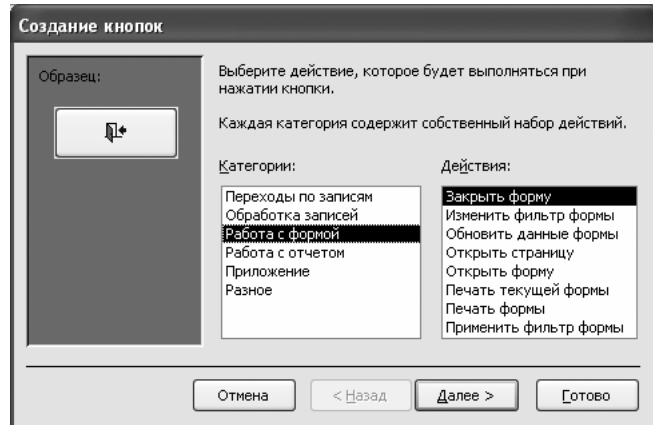 Создание кнопок
Образец:
Выберите действие, которое будет выполняться при
нажатии кнопки.
Каждая категория содержит собственный набор действий.
Категории:
Переходы по записям
Обработка записей
Работа с формой
Работа с отчетом
Приложение
Разное
Действия:
Закрыть форму
Изменить фильтр формы
Обновить данные формы
Открыть страницу
Открыть форму
Печать текущей формы
Печать формы
Применить фильтр формы
Отмена
< Назад
Далее >
Готово